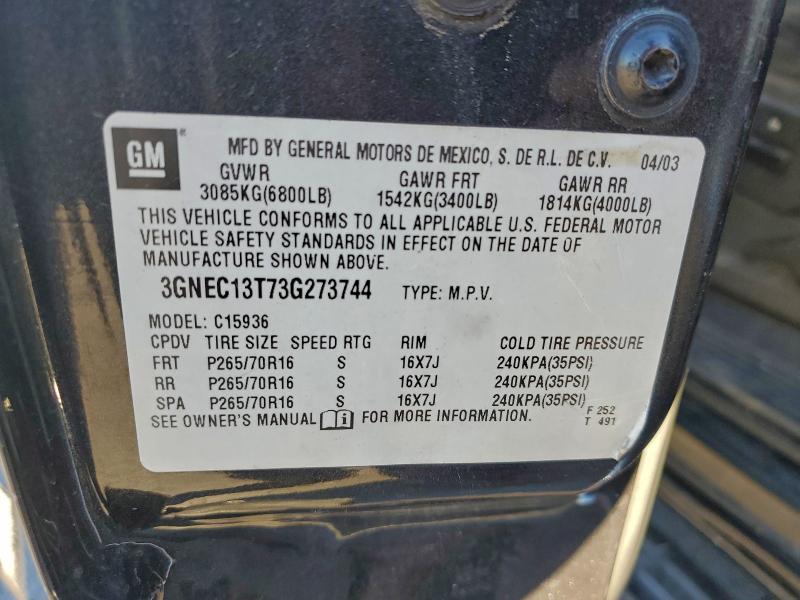 GM ®
MFD BY GENERAL MOTORS DE MEXICO, S. DE R.L. DE C.V. 04/03
GVWR GAWR FRT GAWR RR
3085KG(6800LB) 1542KG(3400LB) 1814KG(4000LB)
THIS VEHICLE CONFORMS TO ALL APPLICABLE U.S. FEDERAL MOTOR
VEHICLE SAFETY STANDARDS IN EFFECT ON THE DATE OF
MANUFACTURE SHOWN ABOVE.
3GNEC13T73G273744 TYPE: M.P.V.
MODEL: C15936
CPDV TIRE SIZE SPEED RTG RIM COLD TIRE PRESSURE
FRT P265/70R16 S 16X7J 240KPA(35PSI)
RR P265/70R16 S 16X7J 240KPA(35PSI)
SPA P265/70R16 S 16X7J 240KPA(35PSI)
SEE OWNER'S MANUAL i FOR MORE INFORMATION.
F 252
T 491